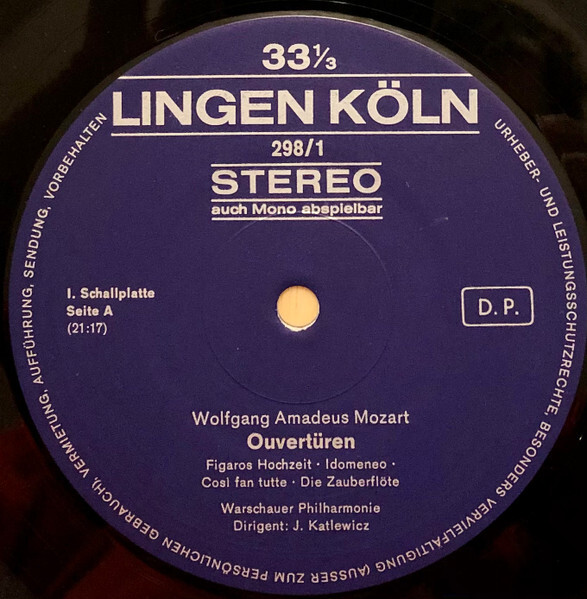 33⅓
LINGEN KÖLN
298/1
STEREO
auch Mono abspielbar
I. Schallplatte
Seite A
(21:17)
D. P.
Wolfgang Amadeus Mozart
Ouvertüren
Figaros Hochzeit · Idomeneo ·
Così fan tutte · Die Zauberflöte
Warschauer Philharmonie
Dirigent: J. Katlewicz
URHEBER- UND LEISTUNGSSCHUTZRECHTE, BESONDERS VERVIELFÄLTIGUNG (AUSSER ZUM PERSÖNLICHEN GEBRAUCH), VERMIETUNG, AUFFÜHRUNG, SENDUNG, VORBEHALTEN